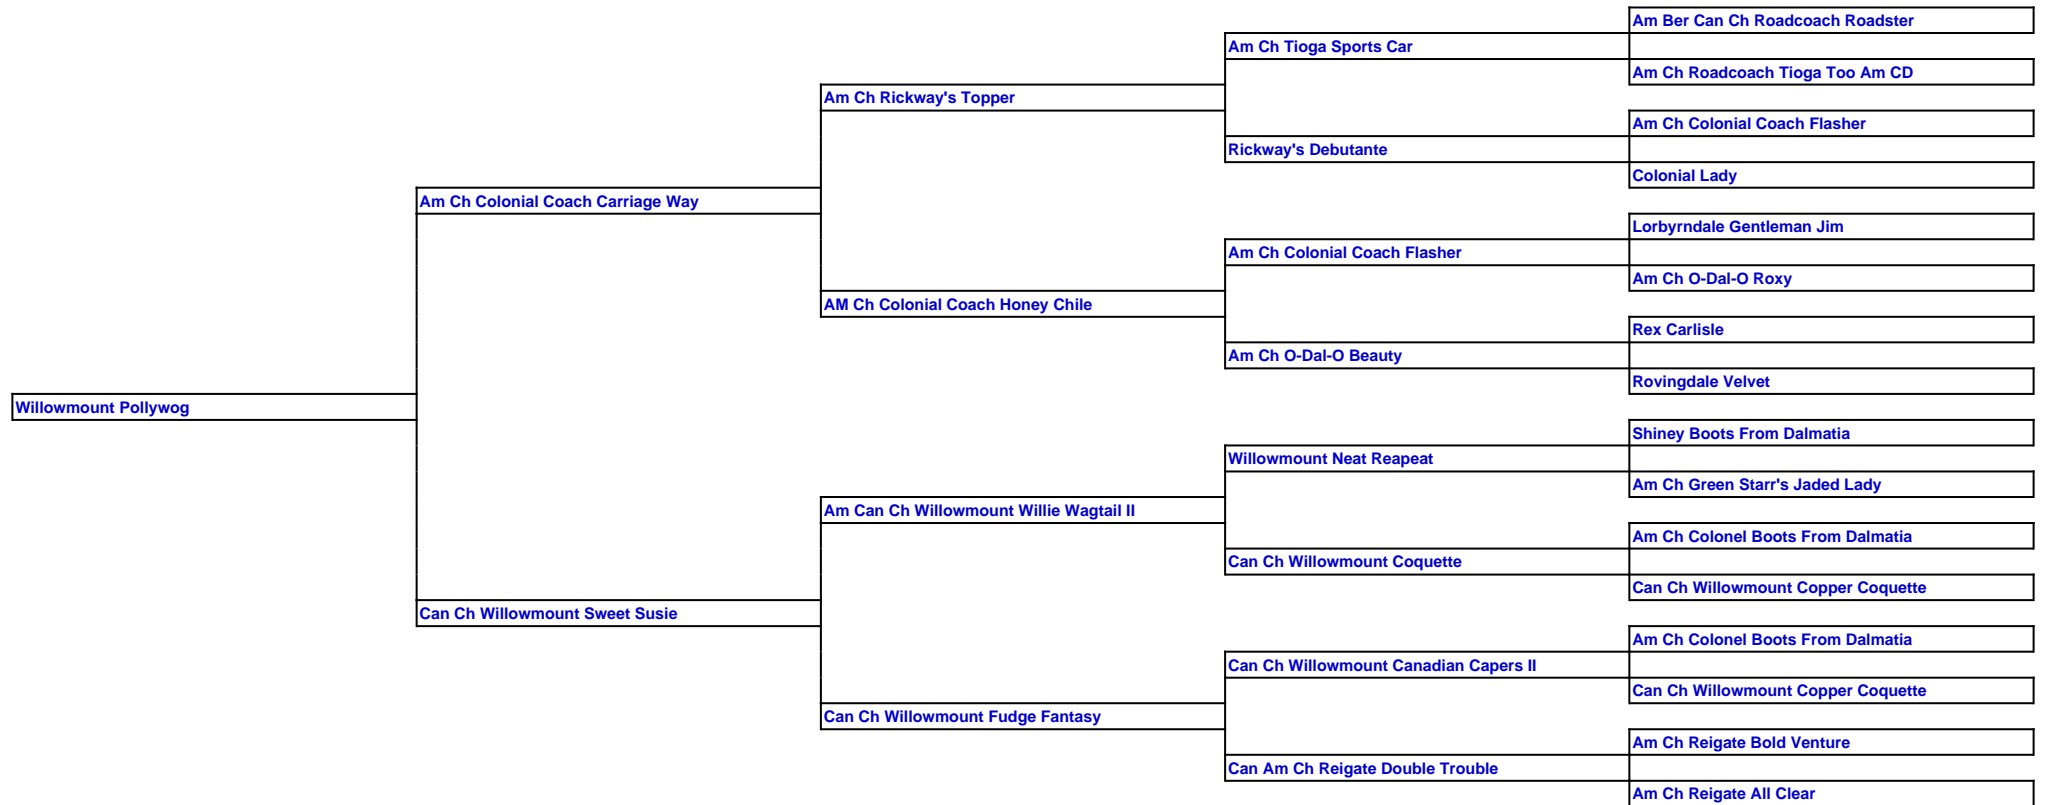 Am Ber Can Ch Roadcoach Roadster
Am Ch Tioga Sports Car
Am Ch Roadcoach Tioga Too Am CD
Am Ch Rickway's Topper
Am Ch Colonial Coach Flasher
Rickway's Debutante
Colonial Lady
Am Ch Colonial Coach Carriage Way
Lorbyrndale Gentleman Jim
Am Ch Colonial Coach Flasher
Am Ch O-Dal-O Roxy
AM Ch Colonial Coach Honey Chile
Rex Carlisle
Am Ch O-Dal-O Beauty
Rovingdale Velvet
Willowmount Pollywog
Shiney Boots From Dalmatia
Willowmount Neat Reapeat
Am Ch Green Starr's Jaded Lady
Am Can Ch Willowmount Willie Wagtail II
Am Ch Colonel Boots From Dalmatia
Can Ch Willowmount Coquette
Can Ch Willowmount Copper Coquette
Can Ch Willowmount Sweet Susie
Am Ch Colonel Boots From Dalmatia
Can Ch Willowmount Canadian Capers II
Can Ch Willowmount Copper Coquette
Can Ch Willowmount Fudge Fantasy
Am Ch Reigate Bold Venture
Can Am Ch Reigate Double Trouble
Am Ch Reigate All Clear